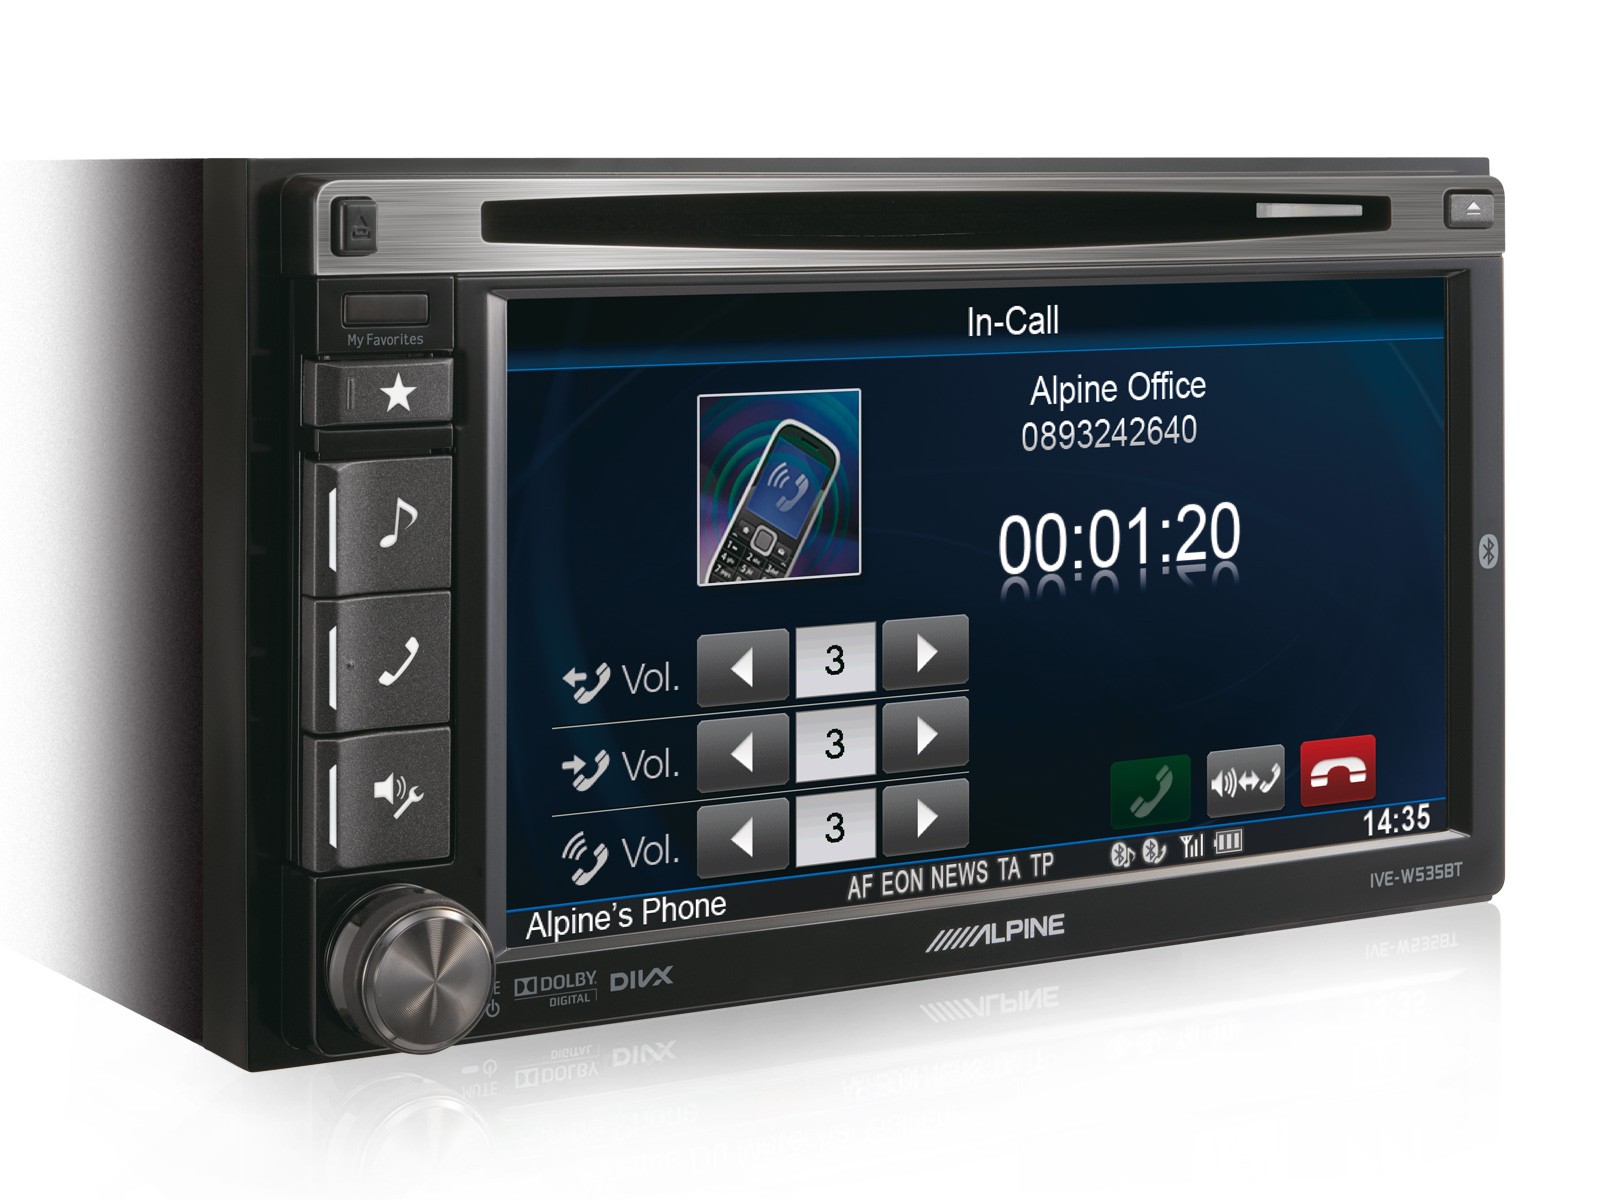 My Favorites
In-Call
Alpine Office
0893242640
00:01:20
Vol. 3
Vol. 3
Vol. 3
14:35
AF EON NEWS TA TP
Alpine's Phone
IVE-W535BT
ALPINE
DOLBY
DIGITAL
DIVX